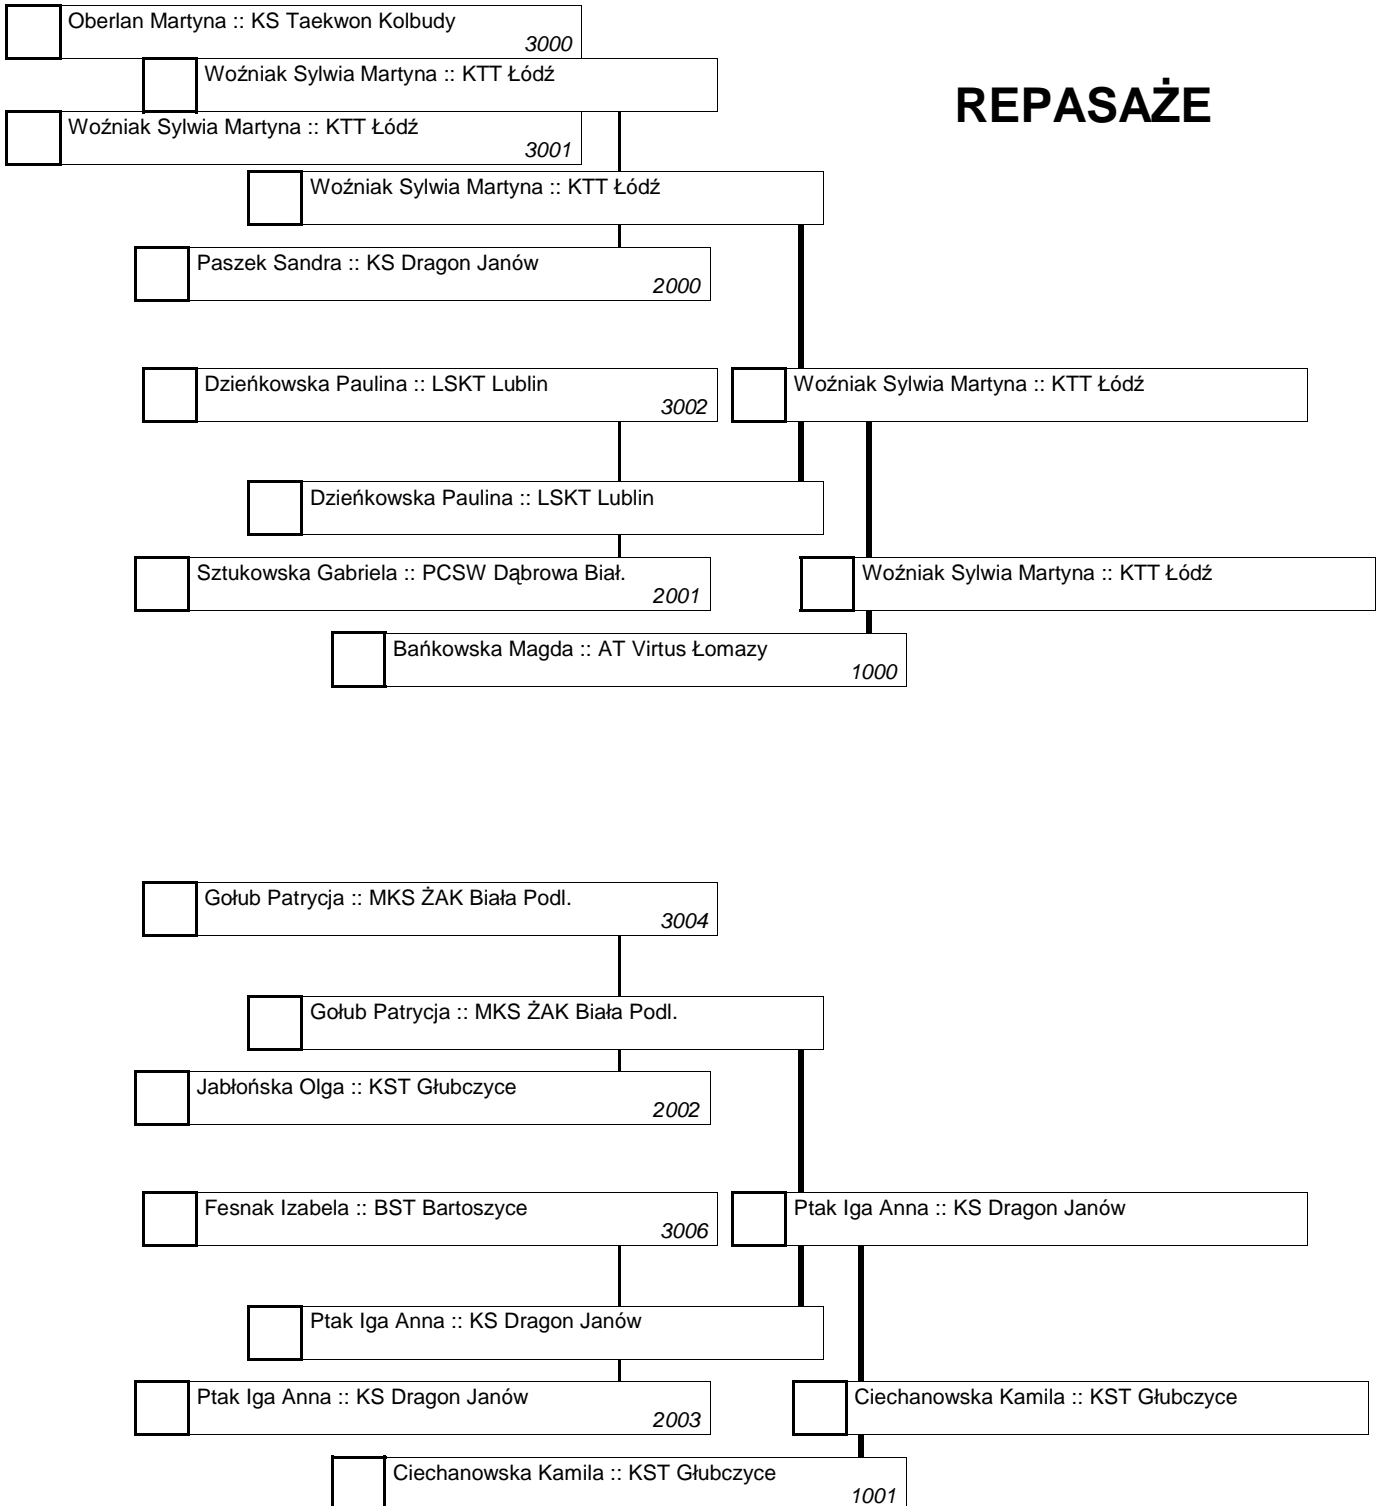 Oberlan Martyna :: KS Taekwon Kolbudy
3000
Woźniak Sylwia Martyna :: KTT Łódź
REPASAŻE
Woźniak Sylwia Martyna :: KTT Łódź
3001
Woźniak Sylwia Martyna :: KTT Łódź
Paszek Sandra :: KS Dragon Janów
2000
Dzieńkowska Paulina :: LSKT Lublin
3002
Woźniak Sylwia Martyna :: KTT Łódź
Dzieńkowska Paulina :: LSKT Lublin
Sztukowska Gabriela :: PCSW Dąbrowa Biał.
2001
Woźniak Sylwia Martyna :: KTT Łódź
Bańkowska Magda :: AT Virtus Łomazy
1000
Gołub Patrycja :: MKS ŻAK Biała Podl.
3004
Gołub Patrycja :: MKS ŻAK Biała Podl.
Jabłońska Olga :: KST Głubczyce
2002
Fesnak Izabela :: BST Bartoszyce
3006
Ptak Iga Anna :: KS Dragon Janów
Ptak Iga Anna :: KS Dragon Janów
Ptak Iga Anna :: KS Dragon Janów
2003
Ciechanowska Kamila :: KST Głubczyce
Ciechanowska Kamila :: KST Głubczyce
1001